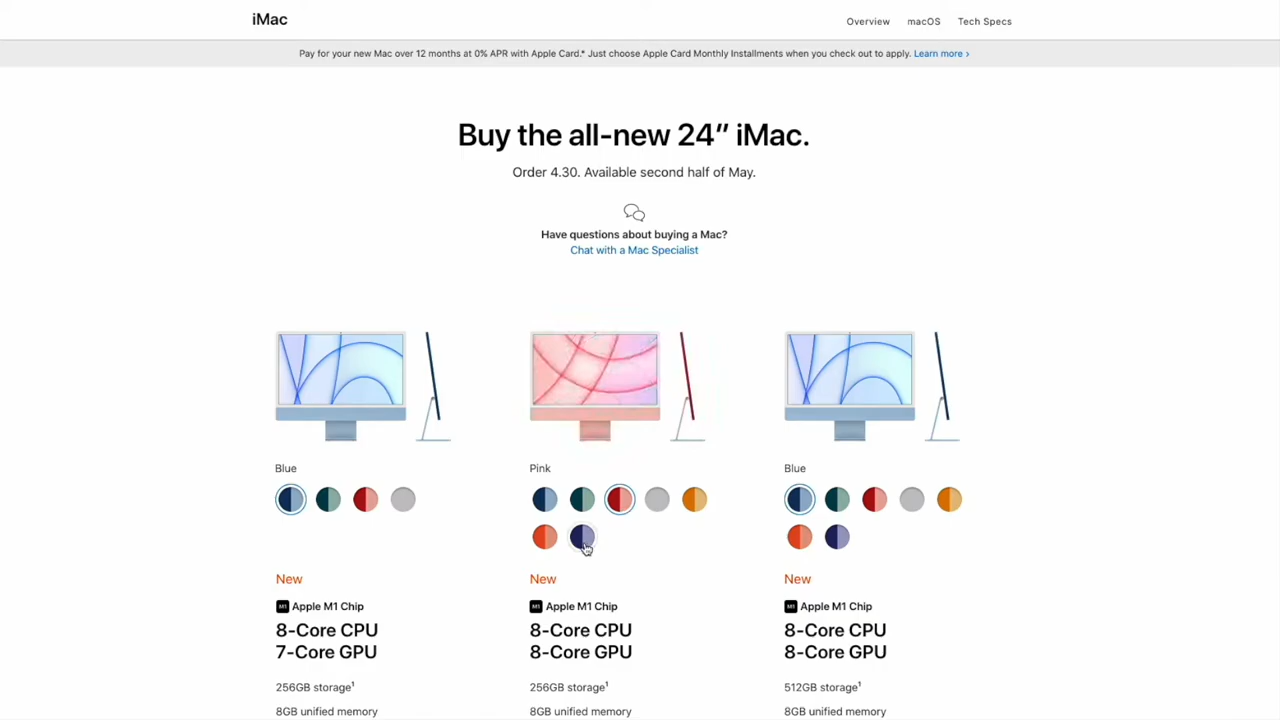 iMac
Overview macOS Tech Specs
Pay for your new Mac over 12 months at 0% APR with Apple Card.* Just choose Apple Card Monthly Installments when you check out to apply. Learn more >
Buy the all-new 24″ iMac.
Order 4.30. Available second half of May.
Have questions about buying a Mac?
Chat with a Mac Specialist
Blue
New
M1 Apple M1 Chip
8-Core CPU
7-Core GPU
256GB storage¹
8GB unified memory
Pink
New
M1 Apple M1 Chip
8-Core CPU
8-Core GPU
256GB storage¹
8GB unified memory
Blue
New
M1 Apple M1 Chip
8-Core CPU
8-Core GPU
512GB storage¹
8GB unified memory